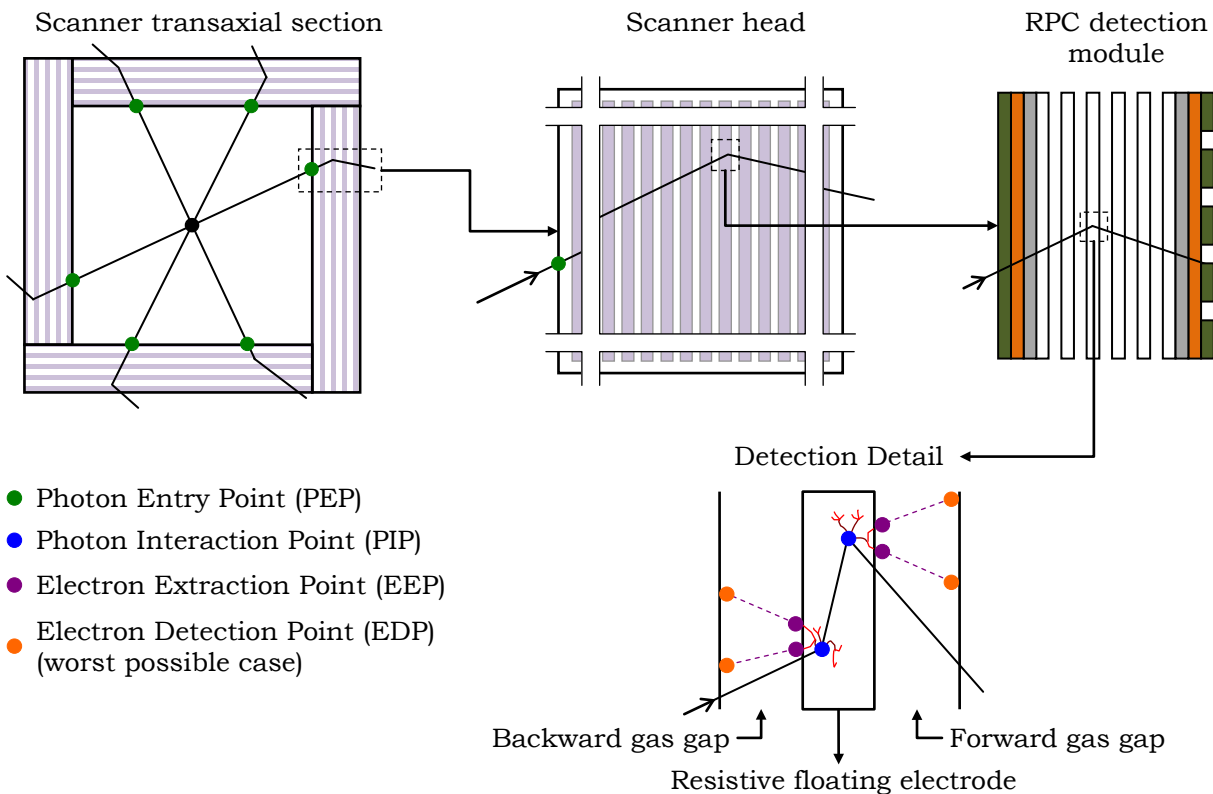 Scanner transaxial section
Scanner head
RPC detection
module
Detection Detail
Photon Entry Point (PEP)
Photon Interaction Point (PIP)
Electron Extraction Point (EEP)
Electron Detection Point (EDP)
(worst possible case)
Backward gas gap
Forward gas gap
Resistive floating electrode